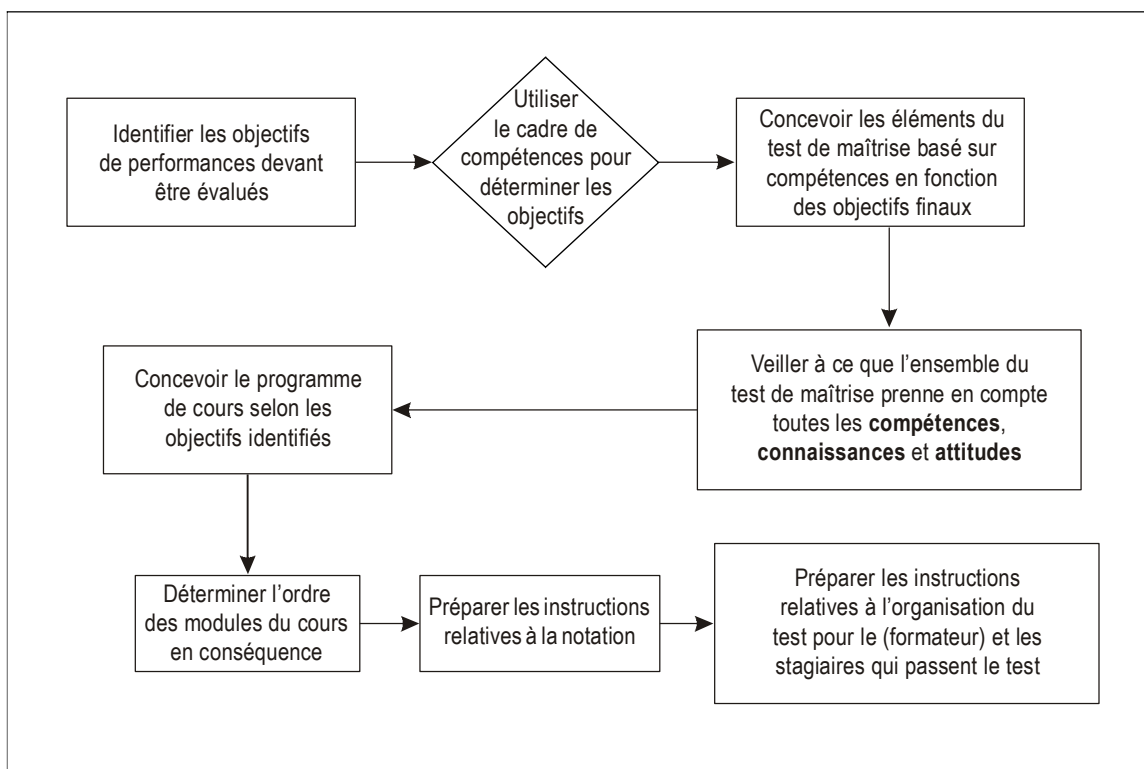 Identifier les objectifs
de performances devant
être évalués
Utiliser
le cadre de
compétences pour
déterminer les
objectifs
Concevoir les éléments du
test de maîtrise basé sur
compétences en fonction
des objectifs finaux
Veiller à ce que l’ensemble du
test de maîtrise prenne en compte
toutes les compétences,
connaissances et attitudes
Concevoir le programme
de cours selon les
objectifs identifiés
Déterminer l’ordre
des modules du cours
en conséquence
Préparer les instructions
relatives à la notation
Préparer les instructions
relatives à l’organisation du
test pour le (formateur) et les
stagiaires qui passent le test